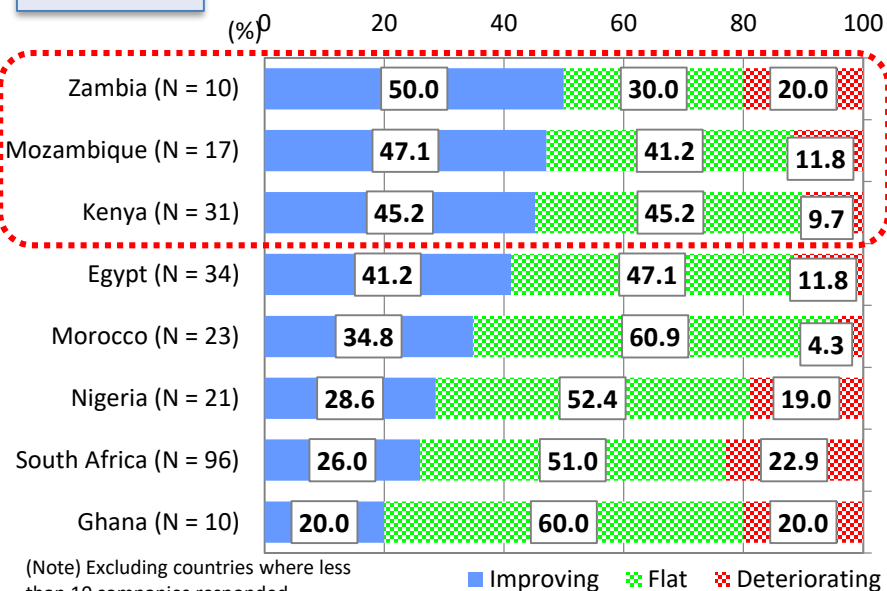 (%) 0 20 40 60 80 100
Zambia (N = 10) 50.0 30.0 20.0
Mozambique (N = 17) 47.1 41.2 11.8
Kenya (N = 31) 45.2 45.2 9.7
Egypt (N = 34) 41.2 47.1 11.8
Morocco (N = 23) 34.8 60.9 4.3
Nigeria (N = 21) 28.6 52.4 19.0
South Africa (N = 96) 26.0 51.0 22.9
Ghana (N = 10) 20.0 60.0 20.0
(Note) Excluding countries where less
than 10 companies responded
Improving Flat Deteriorating